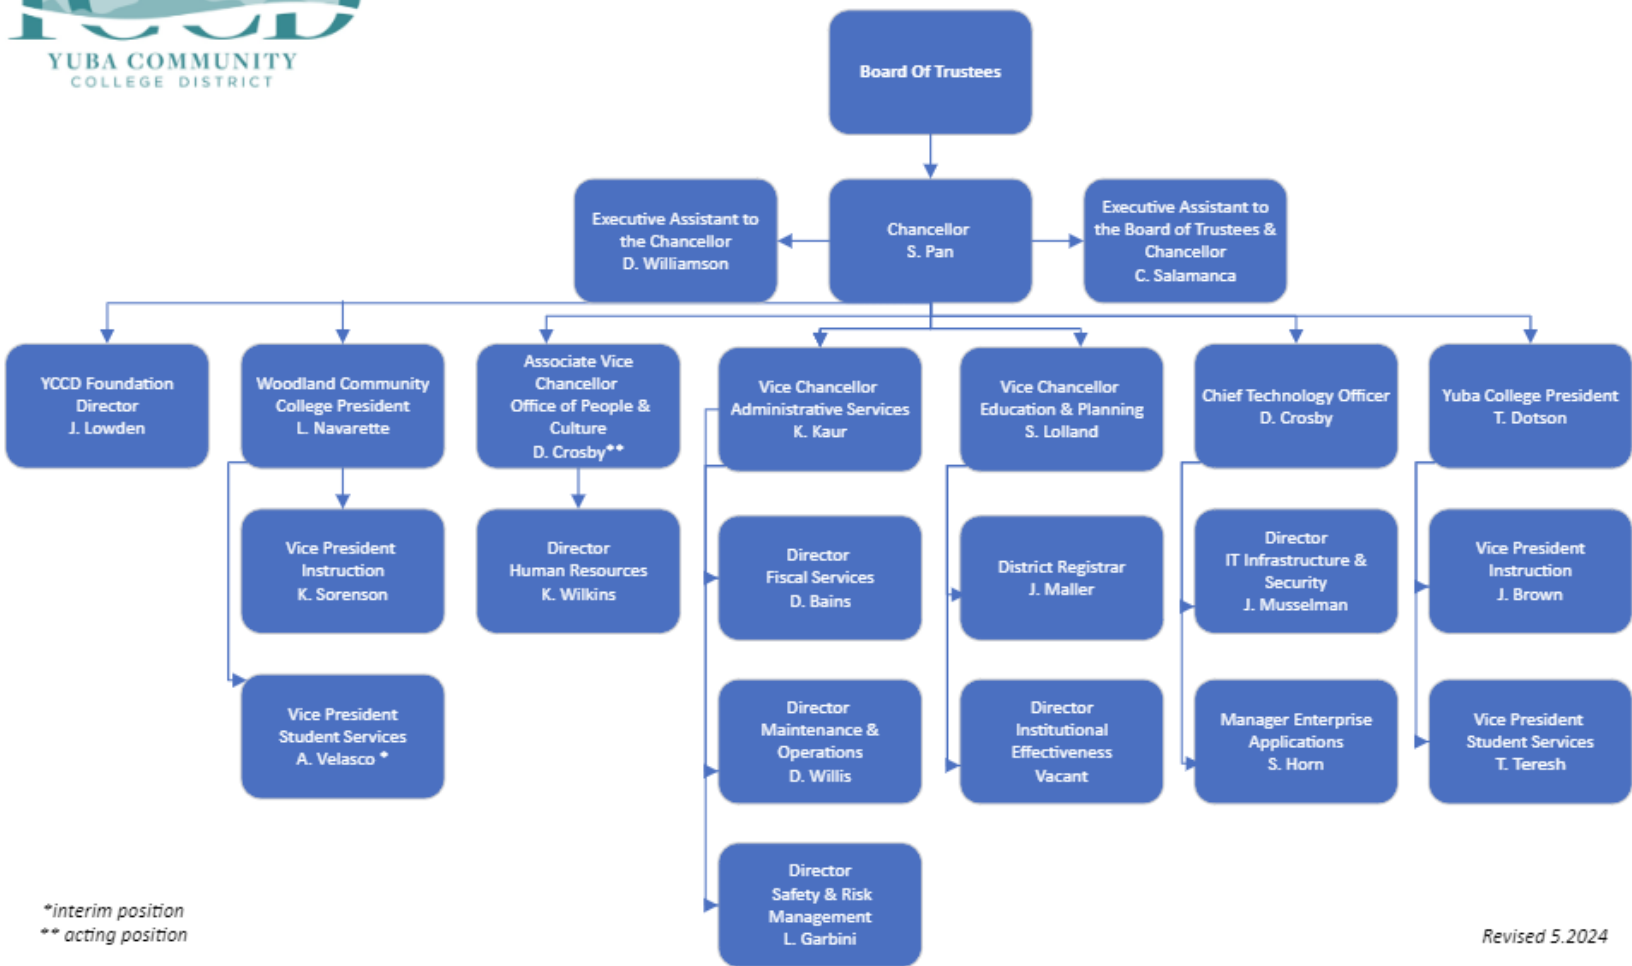 YCCD
YUBA COMMUNITY
COLLEGE DISTRICT
Board Of Trustees
Executive Assistant to
the Chancellor
D. Williamson
Chancellor
S. Pan
Executive Assistant to
the Board of Trustees &
Chancellor
C. Salamanca
YCCD Foundation
Director
J. Lowden
Woodland Community
College President
L. Navarette
Associate Vice
Chancellor
Office of People &
Culture
D. Crosby**
Vice Chancellor
Administrative Services
K. Kaur
Vice Chancellor
Education & Planning
S. Lolland
Chief Technology Officer
D. Crosby
Yuba College President
T. Dotson
Vice President
Instruction
K. Sorenson
Director
Human Resources
K. Wilkins
Director
Fiscal Services
D. Bains
District Registrar
J. Maller
Director
IT Infrastructure &
Security
J. Musselman
Vice President
Instruction
J. Brown
Vice President
Student Services
A. Velasco *
Director
Maintenance &
Operations
D. Willis
Director
Institutional
Effectiveness
Vacant
Manager Enterprise
Applications
S. Horn
Vice President
Student Services
T. Teresh
Director
Safety & Risk
Management
L. Garbini
*interim position
** acting position
Revised 5.2024